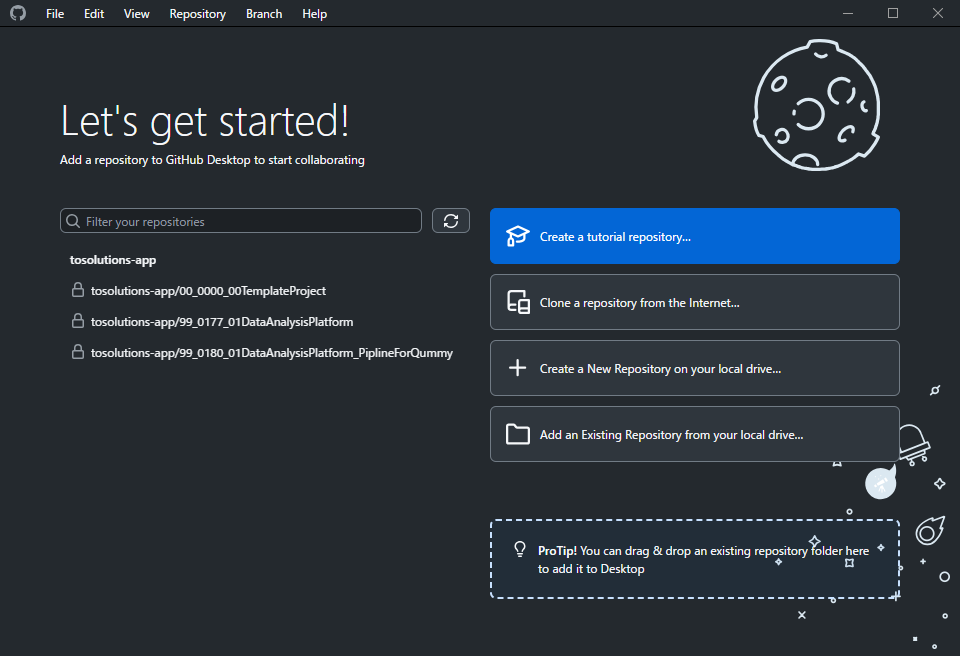 File Edit View Repository Branch Help
Let's get started!
Add a repository to GitHub Desktop to start collaborating
Filter your repositories
tosolutions-app
tosolutions-app/00_0000_00TemplateProject
tosolutions-app/99_0177_01DataAnalysisPlatform
tosolutions-app/99_0180_01DataAnalysisPlatform_PiplineForQummy
Create a tutorial repository...
Clone a repository from the Internet...
Create a New Repository on your local drive...
Add an Existing Repository from your local drive...
ProTip! You can drag & drop an existing repository folder here
to add it to Desktop